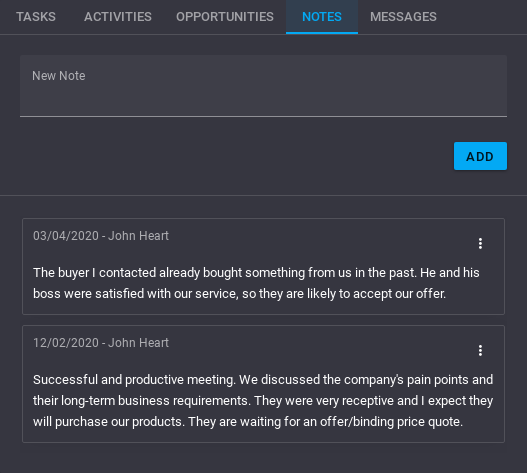 TASKS ACTIVITIES OPPORTUNITIES NOTES MESSAGES
New Note
ADD
03/04/2020 - John Heart
The buyer I contacted already bought something from us in the past. He and his
boss were satisfied with our service, so they are likely to accept our offer.
12/02/2020 - John Heart
Successful and productive meeting. We discussed the company's pain points and
their long-term business requirements. They were very receptive and I expect they
will purchase our products. They are waiting for an offer/binding price quote.